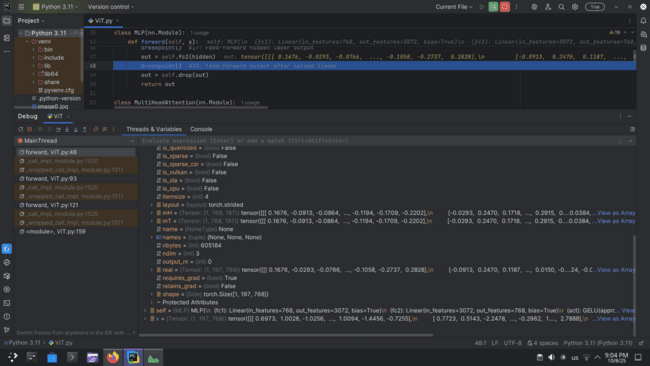 Python 3.11
Version control
Current File
True
Project
ViT.py
Python 3.11
venv
bin
include
lib
lib64
share
pyvenv.cfg
.python-version
image0.jpg
class MLP(nn.Module): 1 usage
def forward(self, x): self: MLP(\n (fc1): Linear(in_features=768, out_features=3072, bias=True)\n (fc2): Linear(in_features=3072,
breakpoint() #17: Feed-forward hidden layer output
out = self.fc2(hidden) out: tensor([[[ 0.1676, -0.0293, -0.0766, ..., -0.1058, -0.2737, 0.2828],\n [-0.0913, 0.2470, 0.1187, ...,
48 breakpoint() #18: Feed-forward output after second linear
out = self.drop(out)
50 return out
class MultiHeadAttention(nn.Module): 1 usage
Debug
ViT.py
Threads & Variables
Console
MainThread
Evaluate expression (Enter) or add a watch (Ctrl+Shift+Enter)
forward, ViT.py:48
_call_impl, module.py:1520
_wrapped_call_impl, module.py:1511
forward, ViT.py:93
_call_impl, module.py:1520
_wrapped_call_impl, module.py:1511
forward, ViT.py:121
_call_impl, module.py:1520
_wrapped_call_impl, module.py:1511
<module>, ViT.py:159
is_quantized = {bool} False
is_sparse = {bool} False
is_sparse_csr = {bool} False
is_vulkan = {bool} False
is_xla = {bool} False
is_xpu = {bool} False
itemsize = {int} 4
layout = {layout} torch.strided
mH = {Tensor: (1, 768, 197)} tensor([[[ 0.1676, -0.0913, -0.0864, ..., -0.1194, -0.1709, -0.2202],\n [-0.0293, 0.2470, 0.1718, ..., 0.2915, 0....0.0384, ...View as Array
mT = {Tensor: (1, 768, 197)} tensor([[[ 0.1676, -0.0913, -0.0864, ..., -0.1194, -0.1709, -0.2202],\n [-0.0293, 0.2470, 0.1718, ..., 0.2915, 0....0.0384, ...View as Array
name = {NoneType} None
names = {tuple} (None, None, None)
nbytes = {int} 605184
ndim = {int} 3
output_nr = {int} 0
real = {Tensor: (1, 197, 768)} tensor([[[ 0.1676, -0.0293, -0.0766, ..., -0.1058, -0.2737, 0.2828],\n [-0.0913, 0.2470, 0.1187, ..., 0.0150, -0....24, -0. ...View as Array
requires_grad = {bool} True
retains_grad = {bool} False
shape = {Size} torch.Size([1, 197, 768])
Protected Attributes
self = {MLP} MLP(\n (fc1): Linear(in_features=768, out_features=3072, bias=True)\n (fc2): Linear(in_features=3072, out_features=768, bias=True)\n (act): GELU(approx... View
x = {Tensor: (1, 197, 768)} tensor([[[ 0.6973, 1.0028, -0.1256, ..., 1.0094, -1.4456, -0.7255],\n [ 0.7723, 0.5143, -2.2478, ..., -0.2962, 1.... 2.7688], ...View as Array
Switch frames from anywhere in the IDE with
Python 3.11 > ViT.py
48:1 LF UTF-8 4 spaces Python 3.11 (Python 3.11)
us
9:04 PM
10/8/25